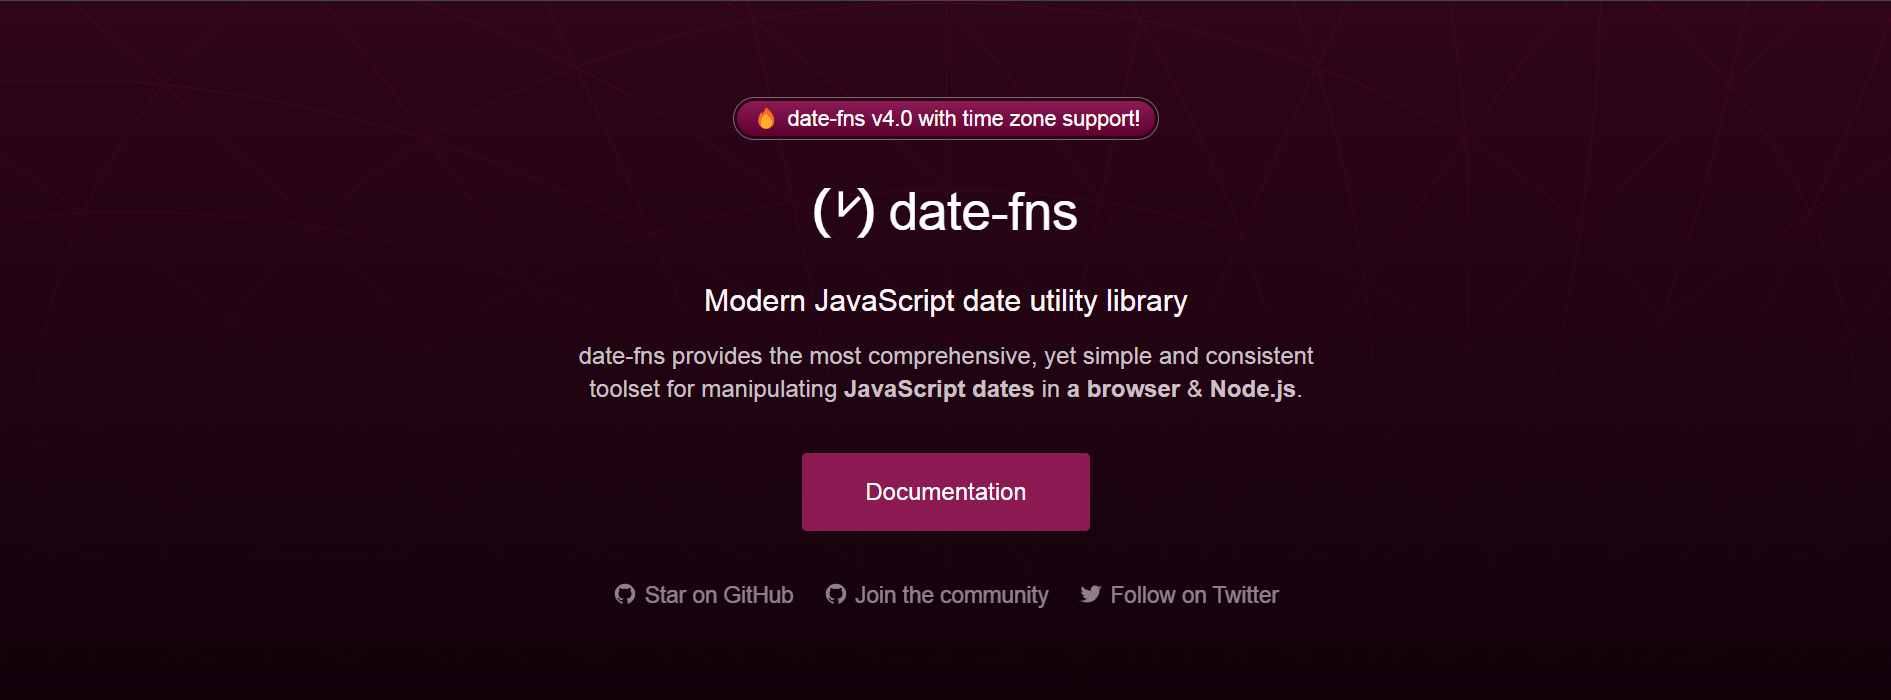 date-fns v4.0 with time zone support!
date-fns
Modern JavaScript date utility library
date-fns provides the most comprehensive, yet simple and consistent
toolset for manipulating JavaScript dates in a browser & Node.js.
Documentation
Star on GitHub Join the community Follow on Twitter